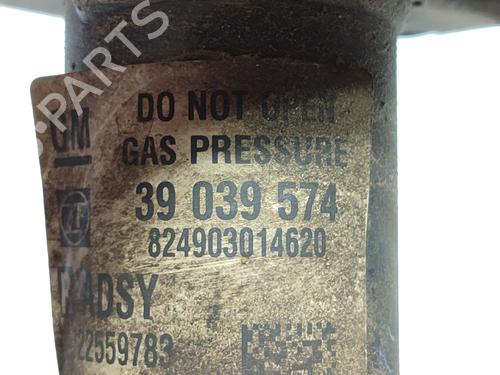 DO NOT OPEN
GM
GAS PRESSURE
39 039 574
824903014620
22559783